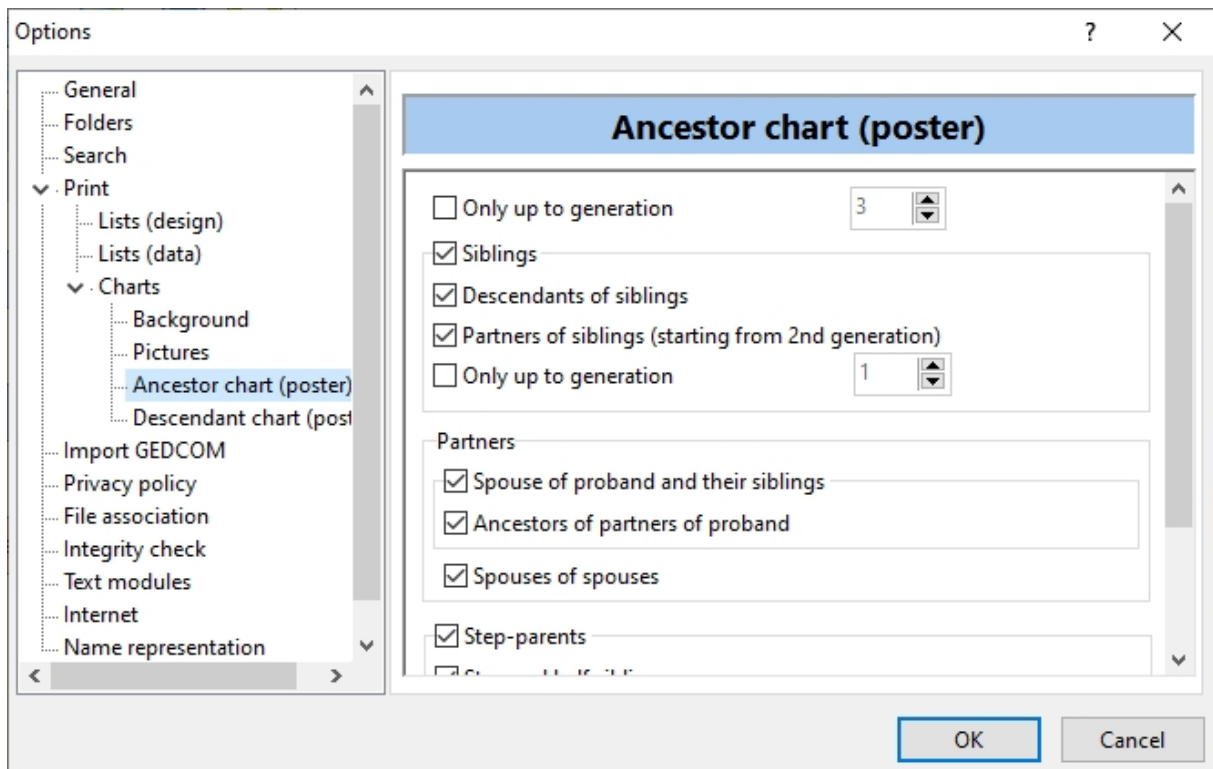 Options
General
Folders
Search
Print
Lists (design)
Lists (data)
Charts
Background
Pictures
Ancestor chart (poster)
Descendant chart (post
Import GEDCOM
Privacy policy
File association
Integrity check
Text modules
Internet
Name representation
Ancestor chart (poster)
Only up to generation 3
Siblings
Descendants of siblings
Partners of siblings (starting from 2nd generation)
Only up to generation 1
Partners
Spouse of proband and their siblings
Ancestors of partners of proband
Spouses of spouses
Step-parents
OK Cancel